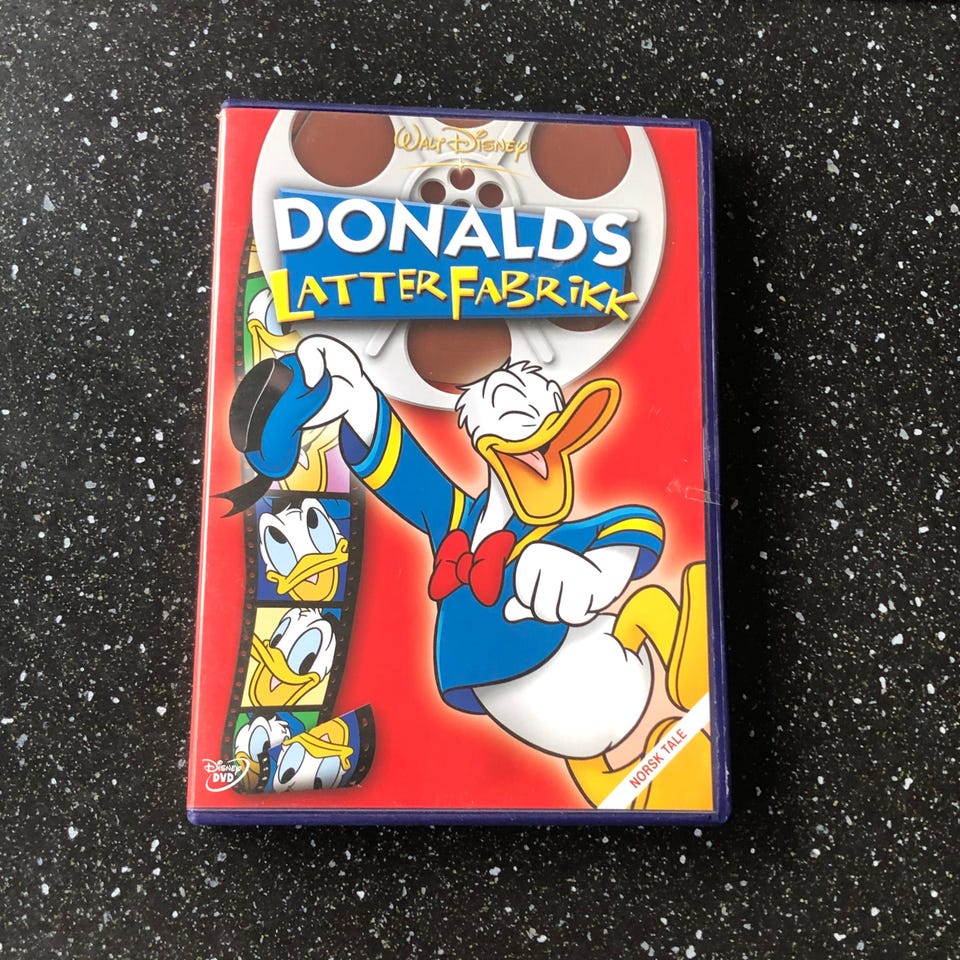 WALT DISNEY
DONALDS
LATTERFABRIKK
DISNEY
DVD
NORSK TALE